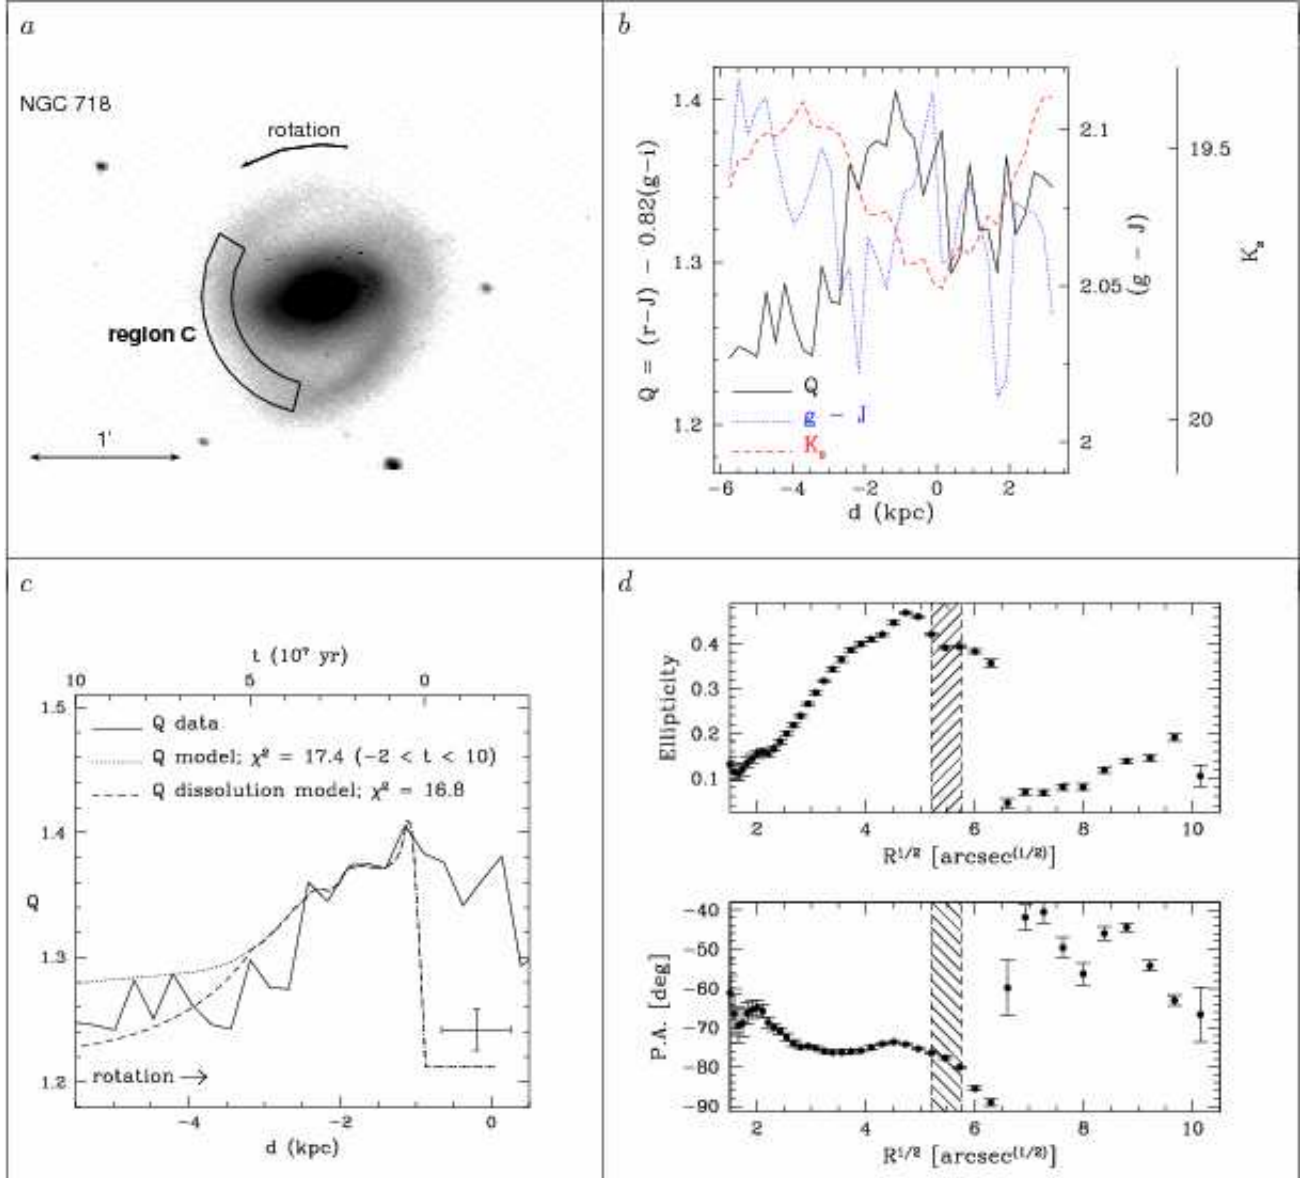 a
NGC 718
rotation
region C
1'
b
Q = (r-J) - 0.82(g-i)
1.4
1.3
1.2
Q
g - J
K_s
-6 -4 -2 0 2
d (kpc)
2.1
2.05
2
(g - J)
19.5
20
K_s
c
t (10⁷ yr)
10 5 0
1.5
1.4
1.3
1.2
Q
Q data
Q model; χ² = 17.4 (-2 < t < 10)
Q dissolution model; χ² = 16.8
rotation →
-4 -2 0
d (kpc)
d
Ellipticity
0.4
0.3
0.2
0.1
2 4 6 8 10
R^1/2 [arcsec^(1/2)]
P.A. [deg]
-40
-50
-60
-70
-80
-90
2 4 6 8 10
R^1/2 [arcsec^(1/2)]